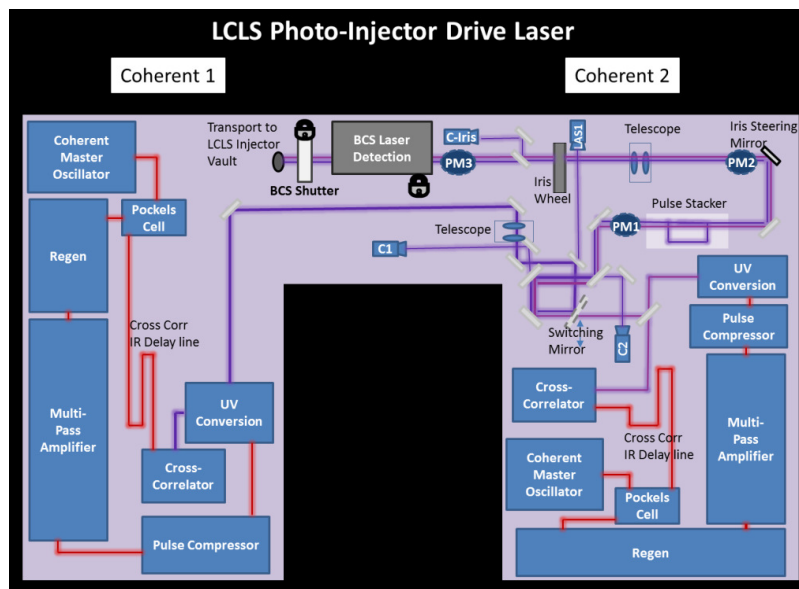 LCLS Photo-Injector Drive Laser
Coherent 1
Coherent 2
Coherent
Master
Oscillator
Transport to
LCLS Injector
Vault
BCS Shutter
BCS Laser
Detection
C-Iris
PM3
LAS1
Iris
Wheel
Telescope
Iris Steering
Mirror
PM2
Pockels
Cell
Regen
Telescope
C1
PM1
Pulse Stacker
UV
Conversion
Pulse
Compressor
Switching
Mirror
C2
Cross Corr
IR Delay line
Multi-
Pass
Amplifier
UV
Conversion
Cross-
Correlator
Pulse Compressor
Cross-
Correlator
Cross Corr
IR Delay line
Multi-
Pass
Amplifier
Coherent
Master
Oscillator
Pockels
Cell
Regen